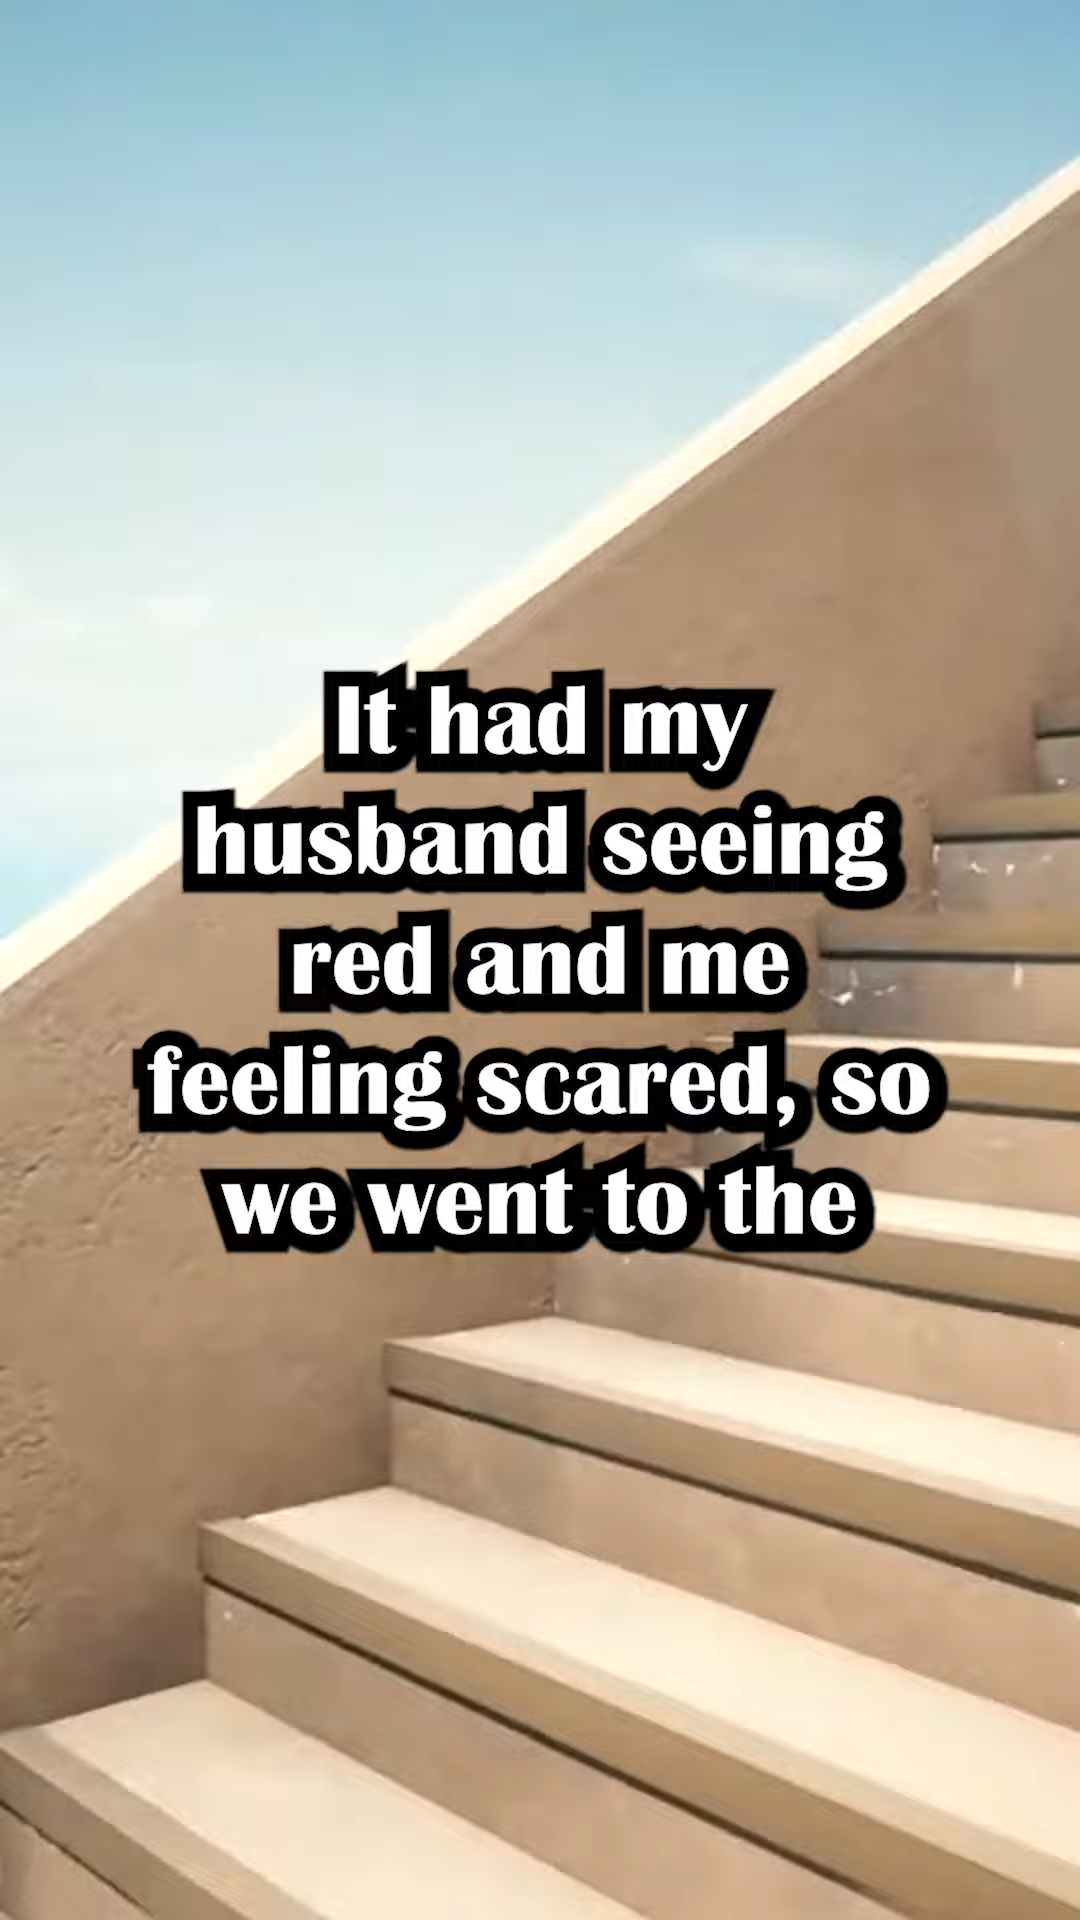 It had my
husband seeing
red and me
feeling scared, so
we went to the